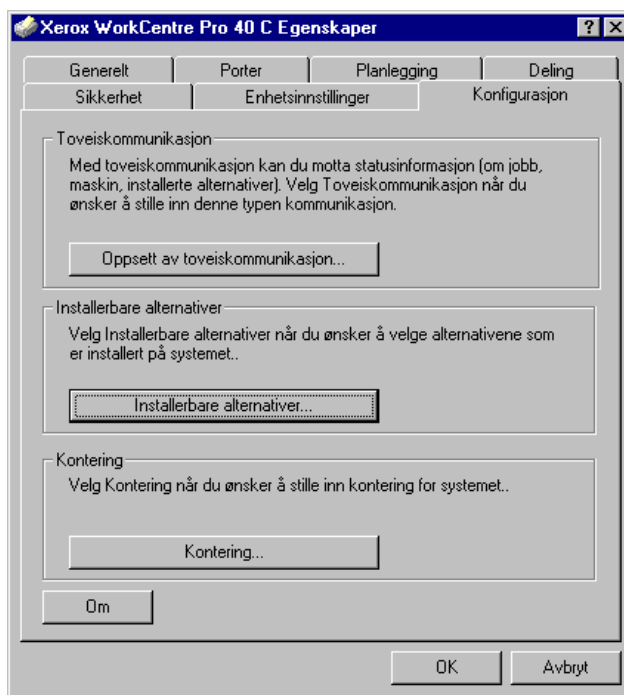 Xerox WorkCentre Pro 40 C Egenskaper
Generelt Porter Planlegging Deling
Sikkerhet Enhetsinnstillinger Konfigurasjon
Toveiskommunikasjon
Med toveiskommunikasjon kan du motta statusinformasjon (om jobb,
maskin, installerte alternativer). Velg Toveiskommunikasjon når du
ønsker å stille inn denne typen kommunikasjon.
Oppsett av toveiskommunikasjon...
Installerbare alternativer
Velg Installerbare alternativer når du ønsker å velge alternativene som
er installert på systemet..
Installerbare alternativer...
Kontering
Velg Kontering når du ønsker å stille inn kontering for systemet..
Kontering...
Om
OK Avbryt